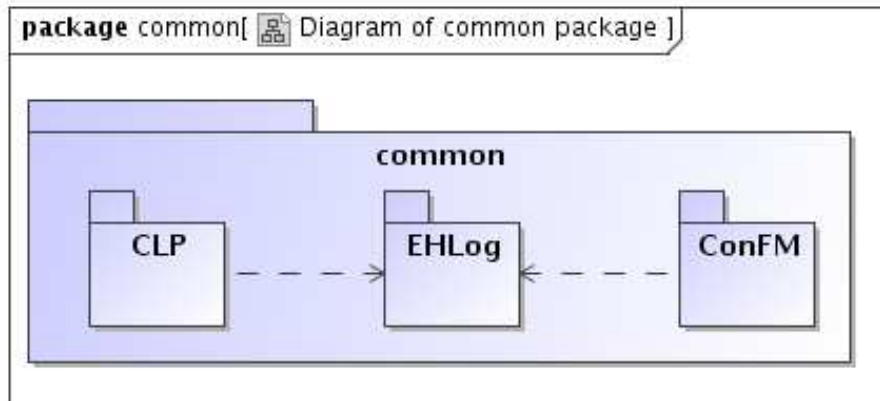 package common[ Diagram of common package ]
common
CLP
EHLog
ConFM